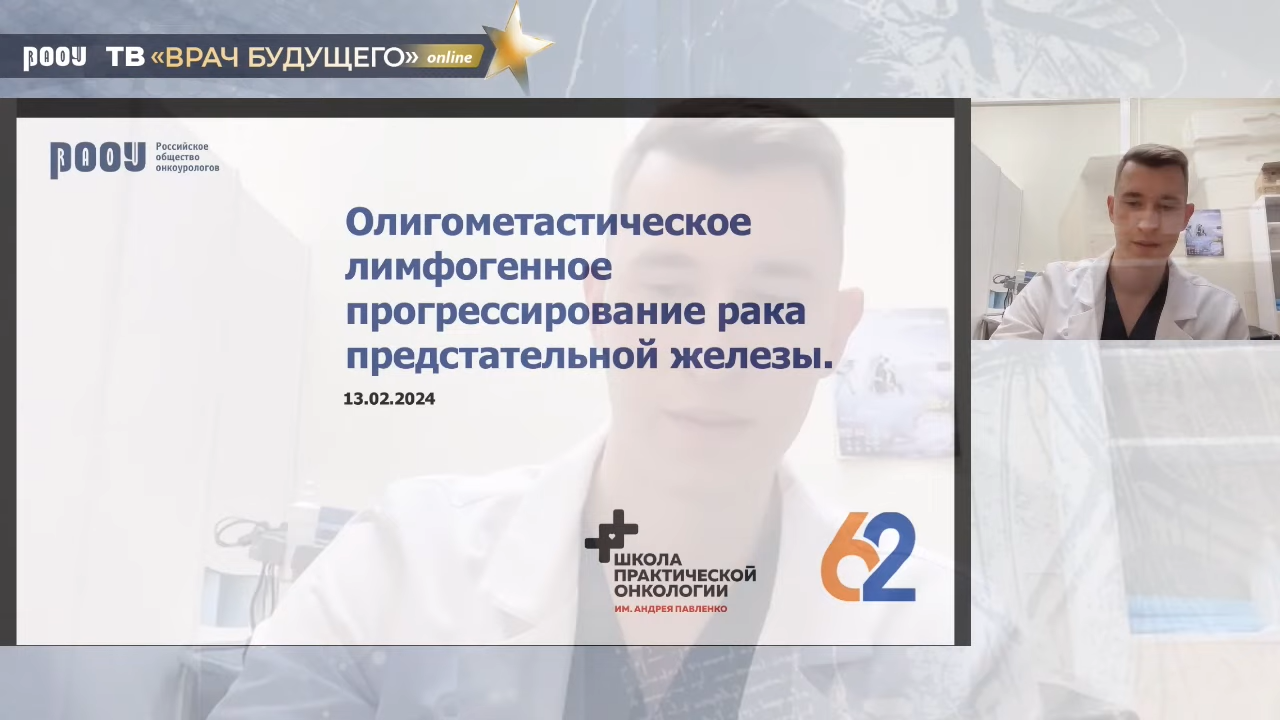 РООУ ТВ «ВРАЧ БУДУЩЕГО» online
РООУ
RAOU
Российское
общество
онкоурологов
Олигометастическое
лимфогенное
прогрессирование рака
предстательной железы.
13.02.2024
ШКОЛА
ПРАКТИЧЕСКОЙ
ОНКОЛОГИИ
ИМ. АНДРЕЯ ПАВЛЕНКО
62